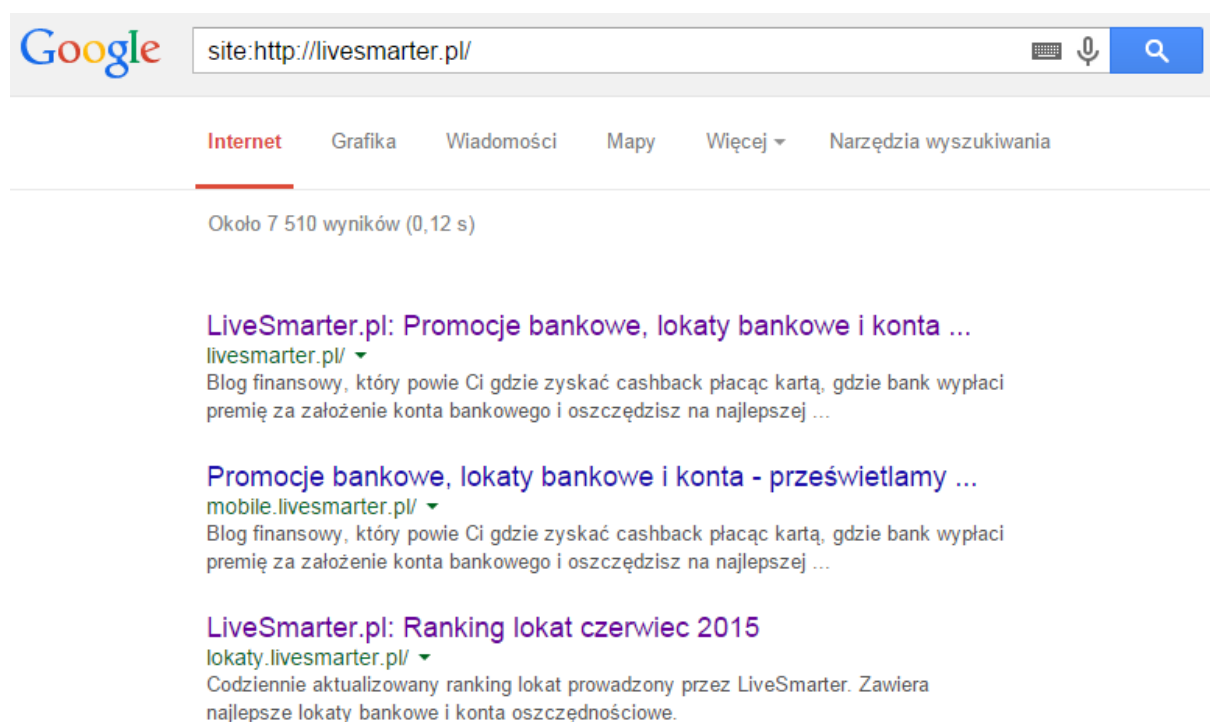 Google
site:http://livesmarter.pl/
Internet Grafika Wiadomości Mapy Więcej Narzędzia wyszukiwania
Około 7 510 wyników (0,12 s)
LiveSmarter.pl: Promocje bankowe, lokaty bankowe i konta ...
livesmarter.pl/
Blog finansowy, który powie Ci gdzie zyskać cashback płacąc kartą, gdzie bank wypłaci
premię za założenie konta bankowego i oszczędzisz na najlepszej ...
Promocje bankowe, lokaty bankowe i konta - prześwietlamy ...
mobile.livesmarter.pl/
Blog finansowy, który powie Ci gdzie zyskać cashback płacąc kartą, gdzie bank wypłaci
premię za założenie konta bankowego i oszczędzisz na najlepszej ...
LiveSmarter.pl: Ranking lokat czerwiec 2015
lokaty.livesmarter.pl/
Codziennie aktualizowany ranking lokat prowadzony przez LiveSmarter. Zawiera
najlepsze lokaty bankowe i konta oszczędnościowe.